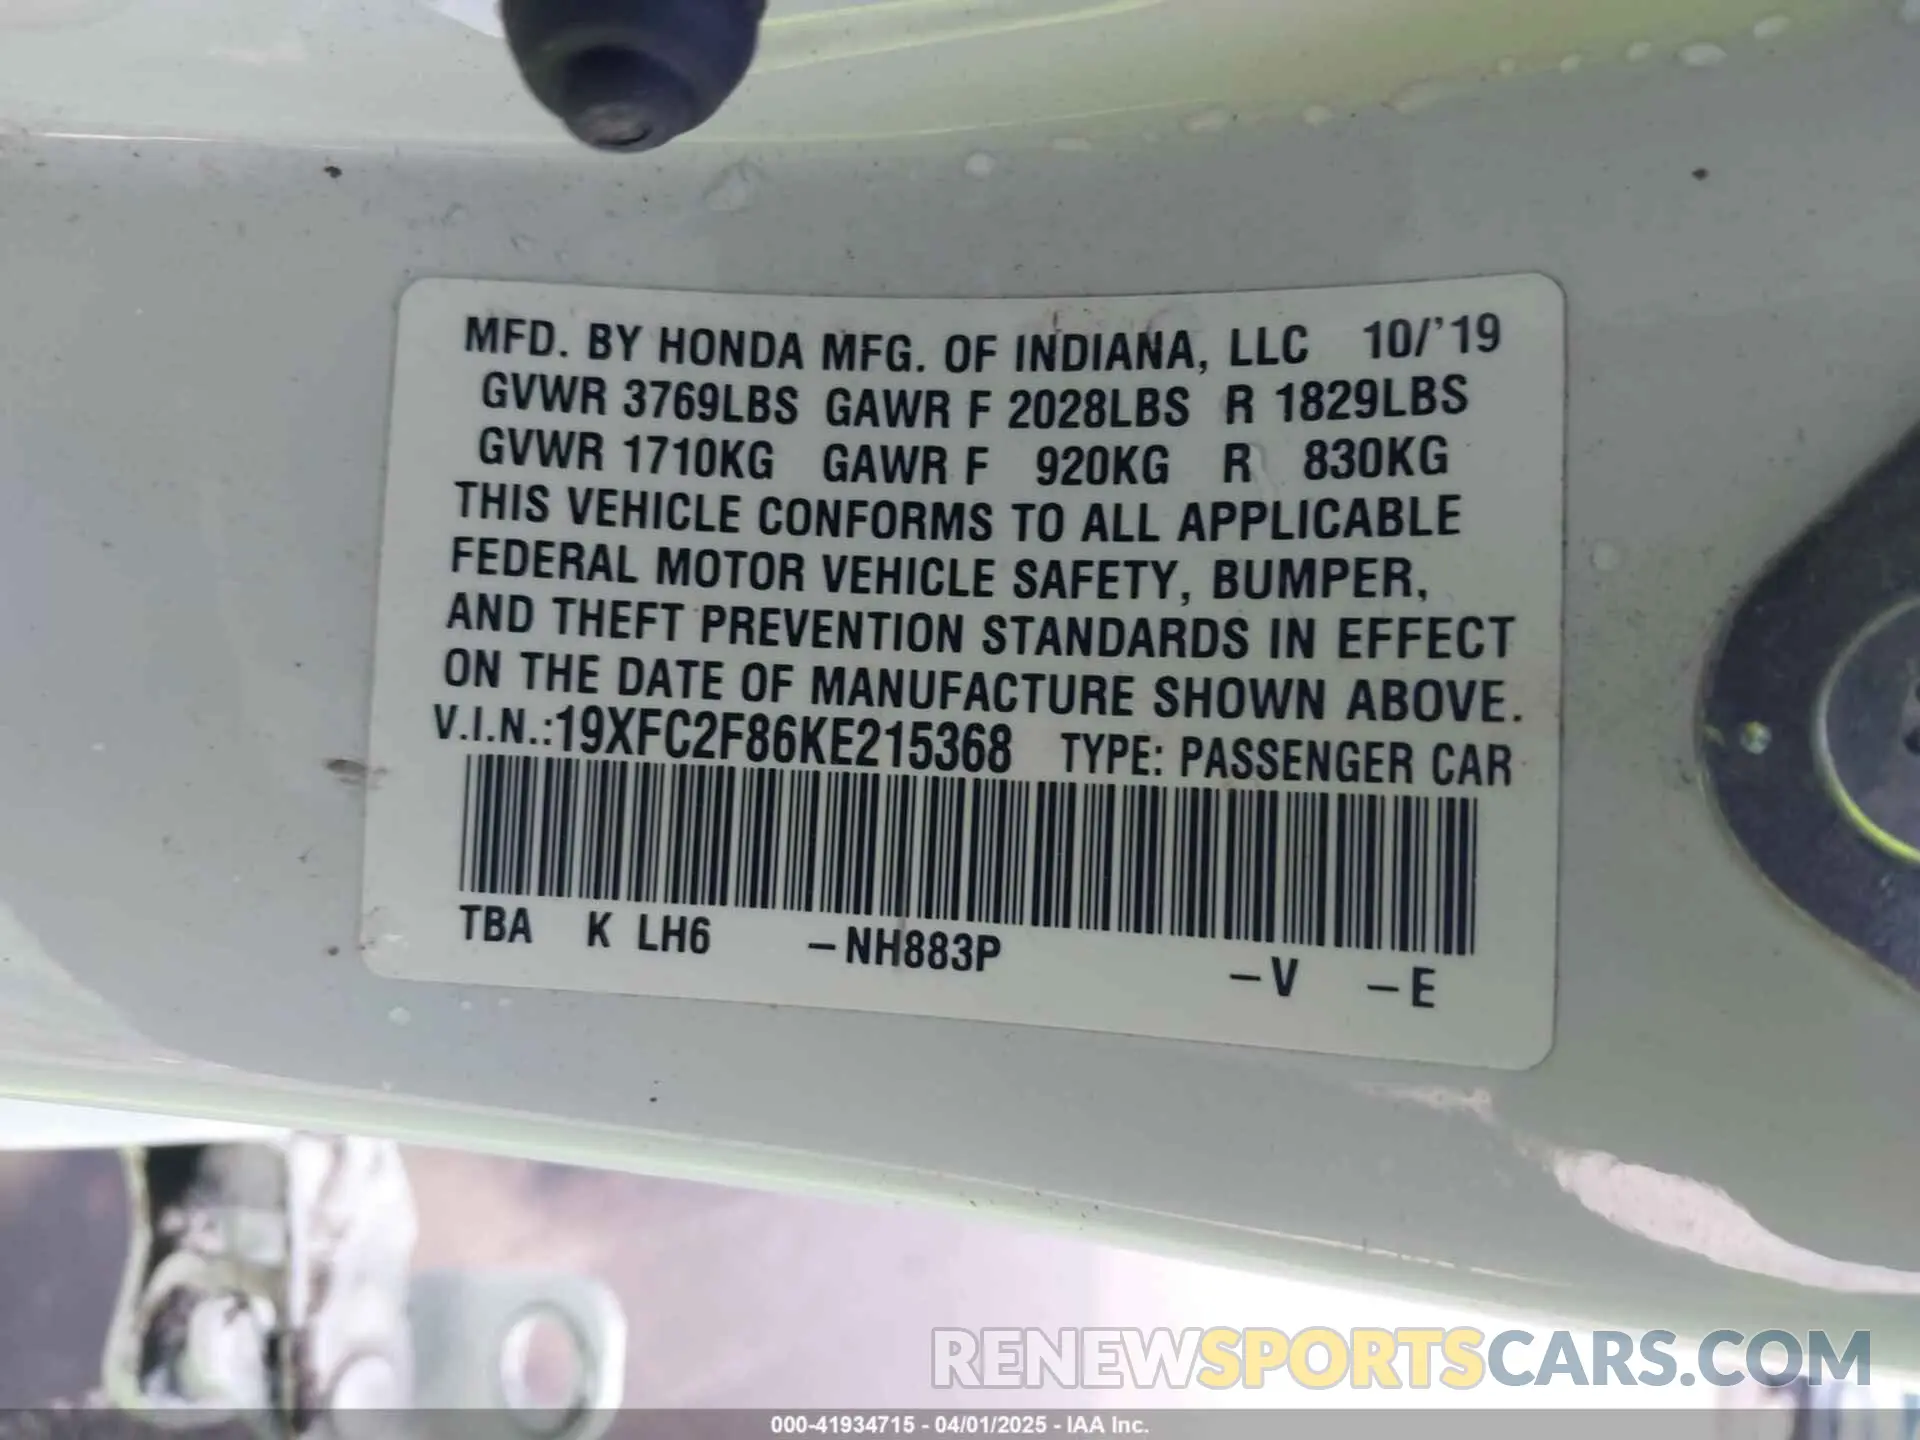 MFD. BY HONDA MFG. OF INDIANA, LLC 10/'19
GVWR 3769LBS GAWR F 2028LBS R 1829LBS
GVWR 1710KG GAWR F 920KG R 830KG
THIS VEHICLE CONFORMS TO ALL APPLICABLE
FEDERAL MOTOR VEHICLE SAFETY, BUMPER,
AND THEFT PREVENTION STANDARDS IN EFFECT
ON THE DATE OF MANUFACTURE SHOWN ABOVE.
V.I.N.:19XFC2F86KE215368 TYPE: PASSENGER CAR
TBA K LH6 –NH883P –V –E
RENEWSPORTSCARS.COM
000-41934715 - 04/01/2025 - IAA Inc.